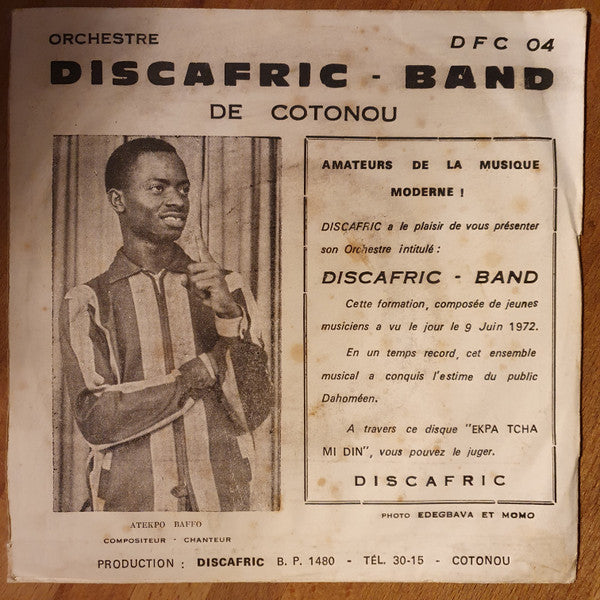 ORCHESTRE
DFC 04
DISCAFRIC - BAND
DE COTONOU
AMATEURS DE LA MUSIQUE
MODERNE !
DISCAFRIC a le plaisir de vous présenter
son Orchestre intitulé :
DISCAFRIC - BAND
Cette formation, composée de jeunes
musiciens a vu le jour le 9 Juin 1972.
En un temps record, cet ensemble
musical a conquis l'estime du public
Dahoméen.
A travers ce disque "EKPA TCHA
MI DIN", vous pouvez le juger.
DISCAFRIC
PHOTO EDEGBAVA ET MOMO
ATEKPO BAFFO
COMPOSITEUR - CHANTEUR
PRODUCTION : DISCAFRIC B. P. 1480 - TÉL. 30-15 - COTONOU